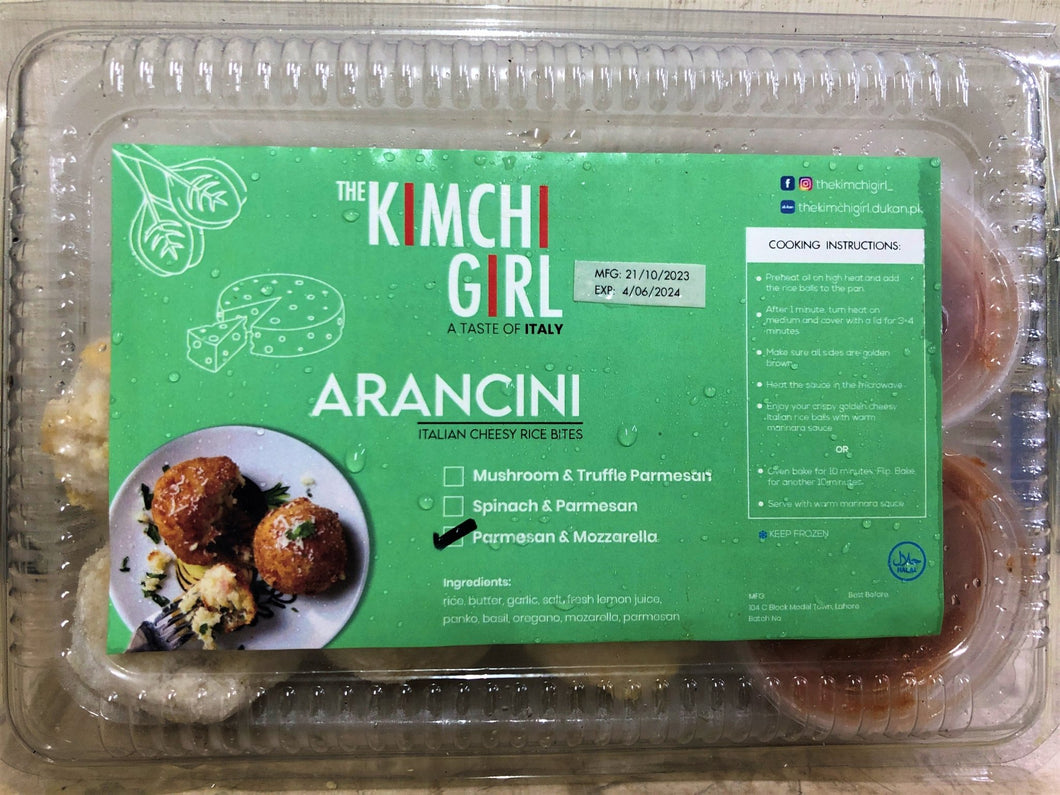 THE
KIMCHI
GIRL
A TASTE OF ITALY
MFG: 21/10/2023
EXP: 4/06/2024
ARANCINI
ITALIAN CHEESY RICE BITES
Mushroom & Truffle Parmesan
Spinach & Parmesan
Parmesan & Mozzarella
Ingredients:
rice, butter, garlic, salt, fresh lemon juice,
panko, basil, oregano, mozarella, parmesan
thekimchigirl_
dukan
thekimchigirl.dukan.pk
COOKING INSTRUCTIONS:
Preheat oil on high heat and add
the rice balls to the pan.
After 1 minute, turn heat on
medium and cover with a lid for 3-4
minutes
Make sure all sides are golden
brown
Heat the sauce in the microwave
Enjoy your crispy golden cheesy
Italian rice balls with warm
marinara sauce
OR
Oven bake for 10 minutes. Flip. Bake
for another 10 minutes.
Serve with warm marinara sauce
KEEP FROZEN
حلال
HALAL
MFG: Best Before:
104 C Block Model Town, Lahore
Batch No